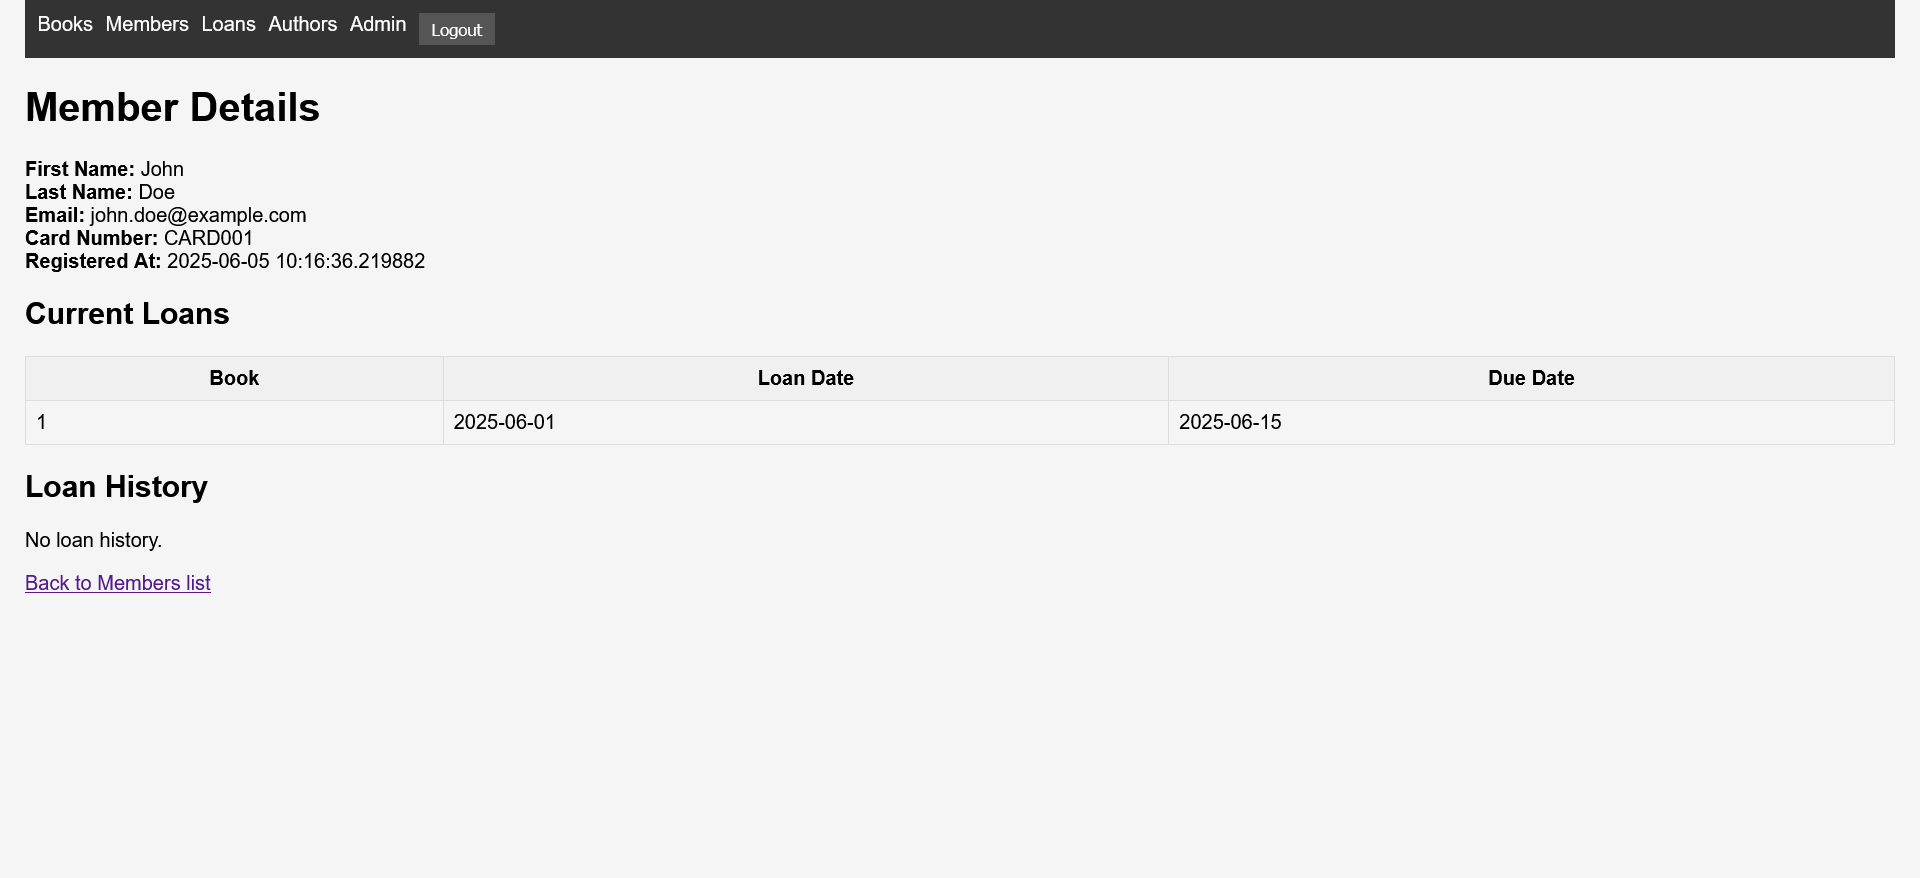 Books Members Loans Authors Admin Logout
Member Details
First Name: John
Last Name: Doe
Email: john.doe@example.com
Card Number: CARD001
Registered At: 2025-06-05 10:16:36.219882
Current Loans
Book Loan Date Due Date
1 2025-06-01 2025-06-15
Loan History
No loan history.
Back to Members list